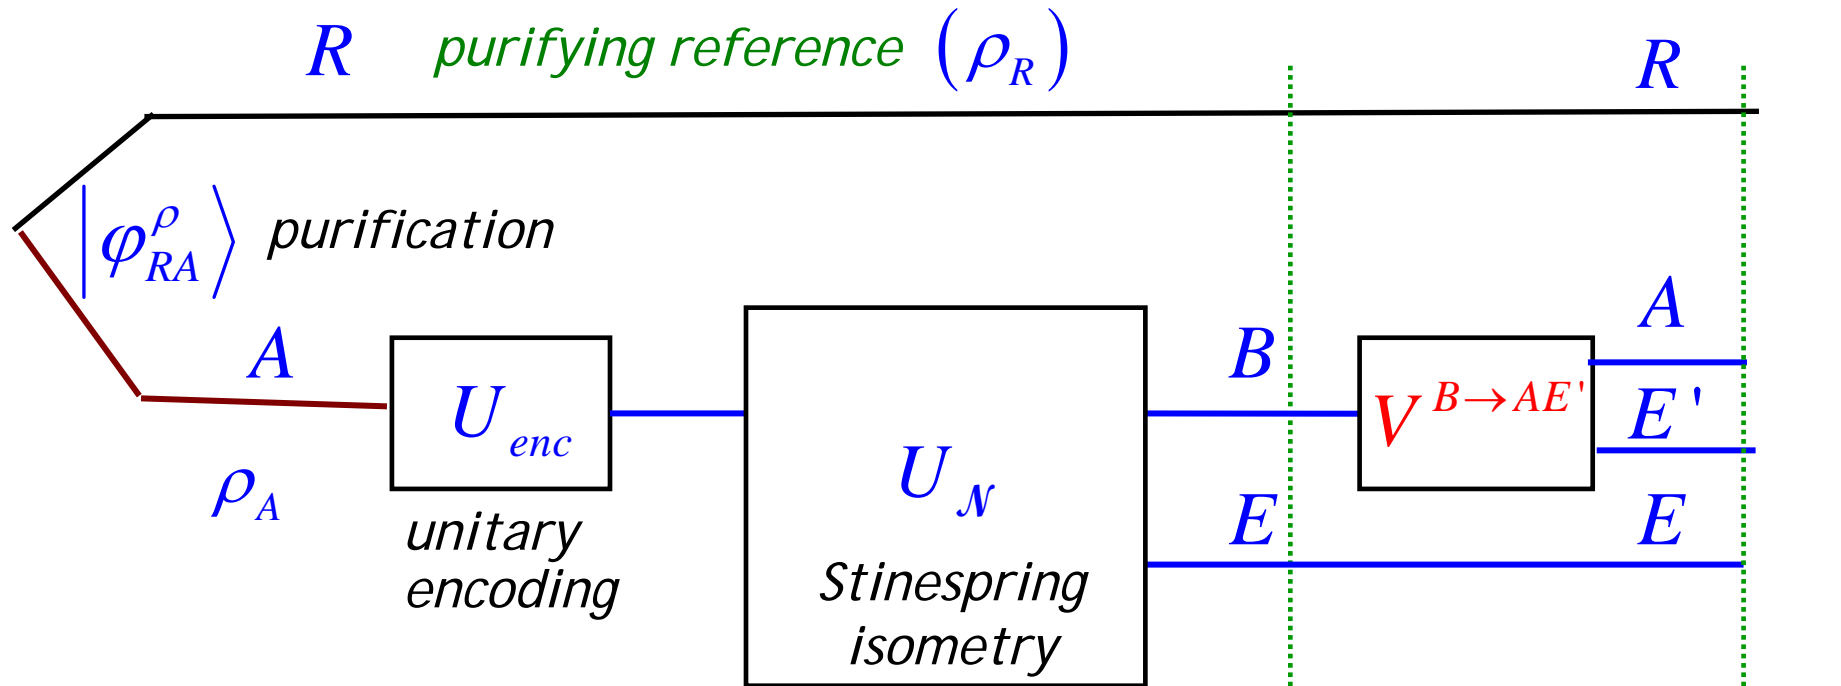 R purifying reference (ρ_R) R
|φ^ρ_RA⟩ purification
A
ρ_A
U_enc
unitary
encoding
U_𝒩
Stinespring
isometry
B
E
V^B→AE'
A
E'
E